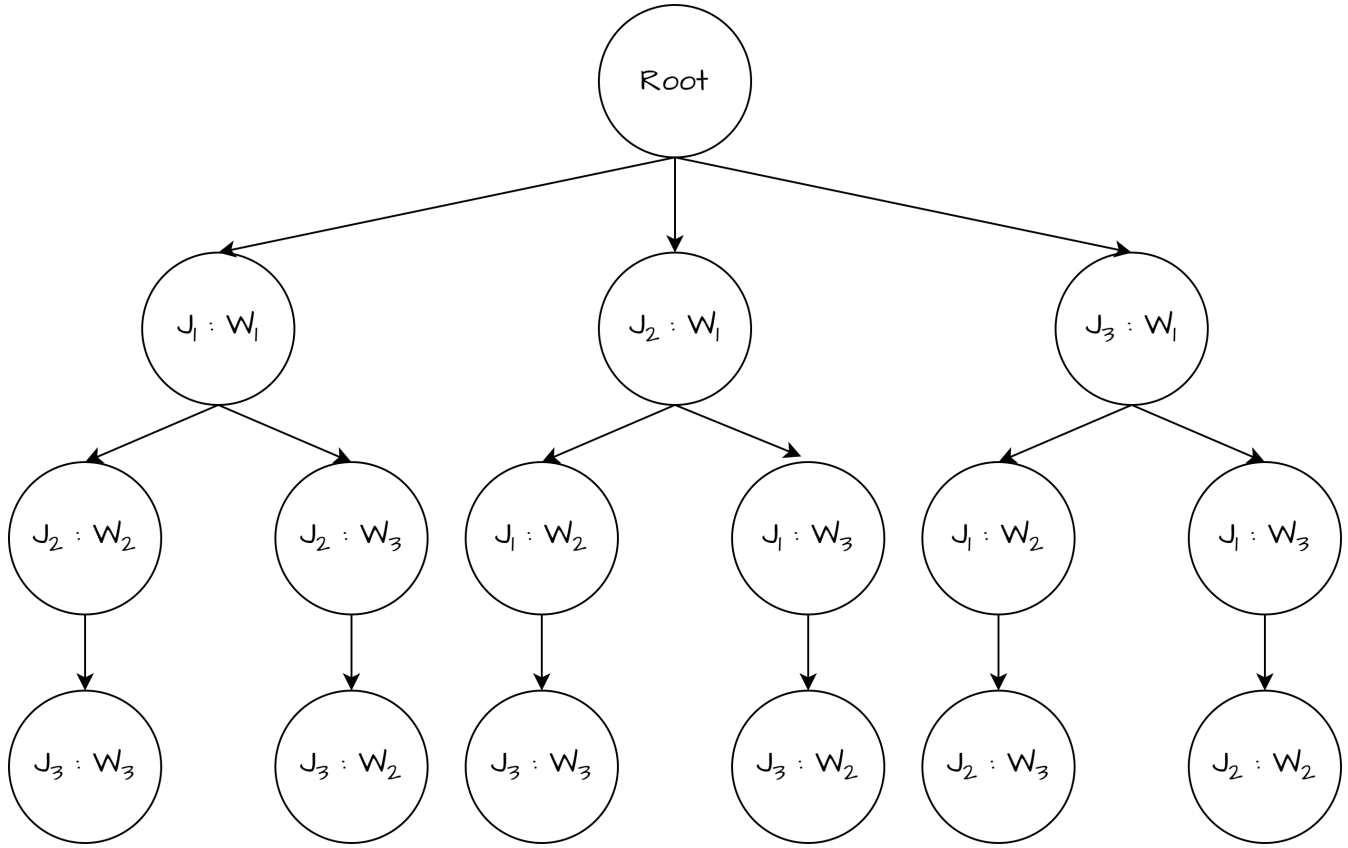 Root
J₁ : W₁
J₂ : W₁
J₃ : W₁
J₂ : W₂
J₂ : W₃
J₁ : W₂
J₁ : W₃
J₁ : W₂
J₁ : W₃
J₃ : W₃
J₃ : W₂
J₃ : W₃
J₃ : W₂
J₂ : W₃
J₂ : W₂